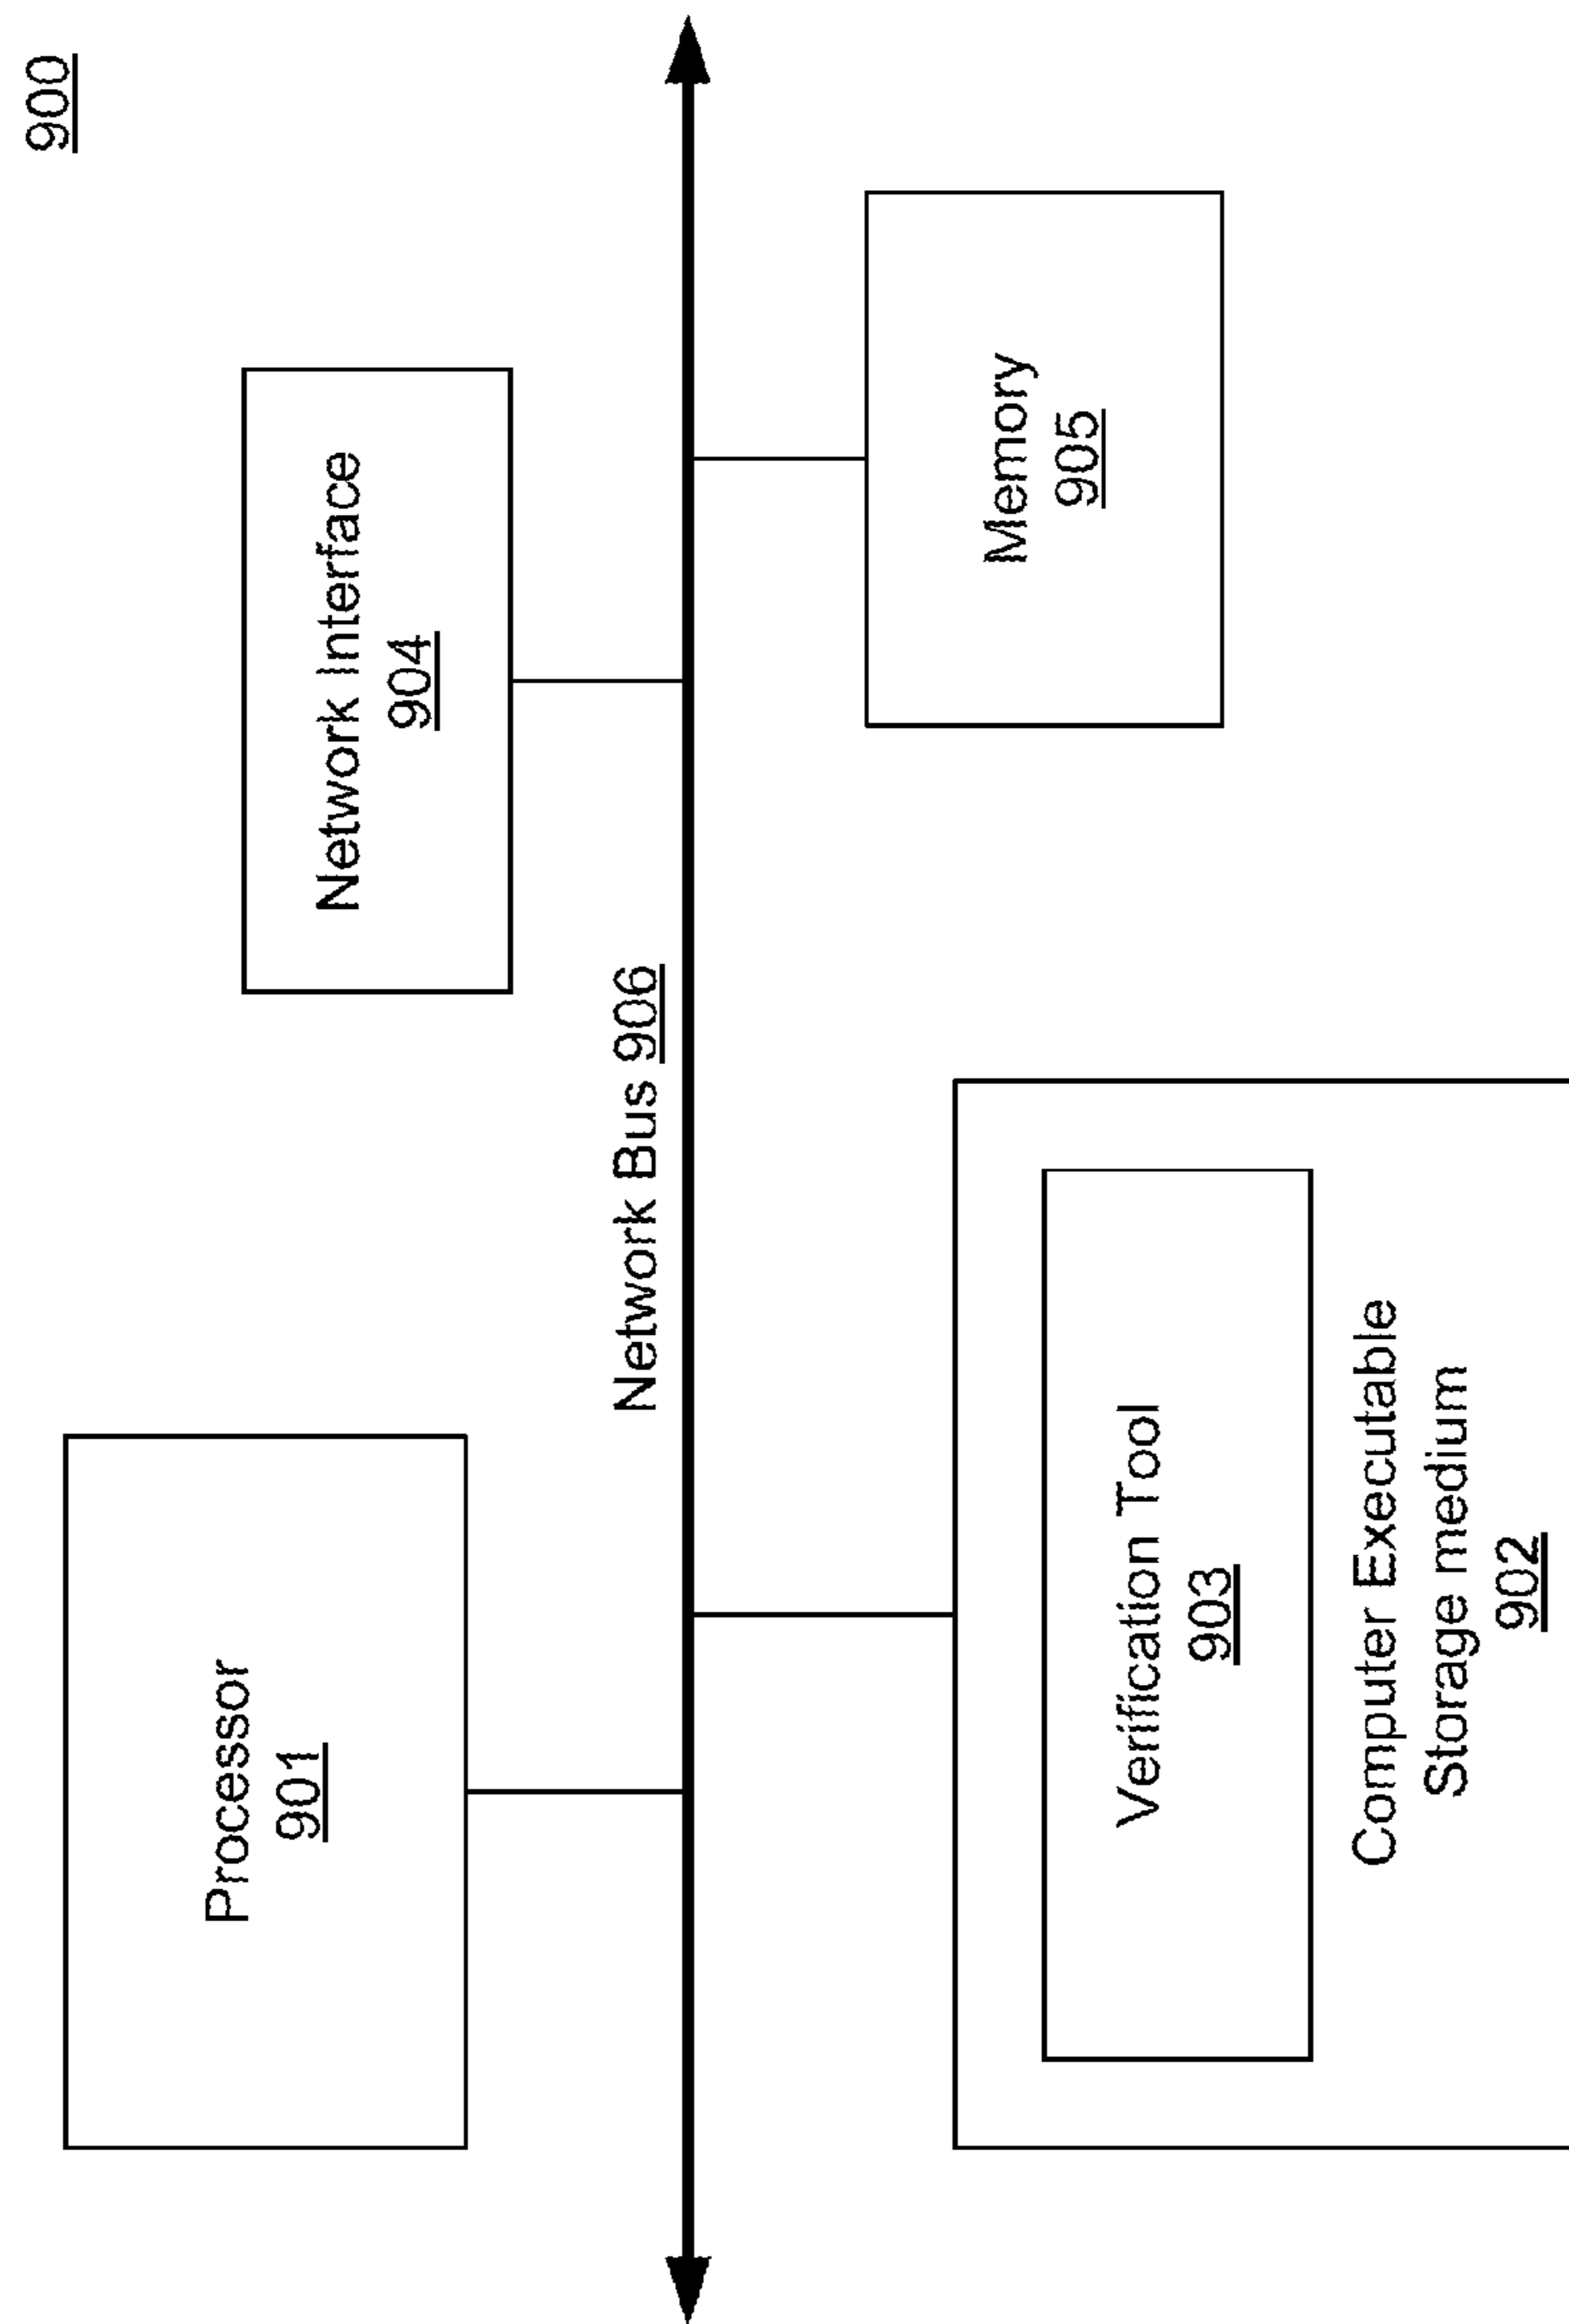 900
Processor
901
Network Interface
904
Network Bus 906
Verification Tool
903
Computer Executable
Storage medium
902
Memory
905